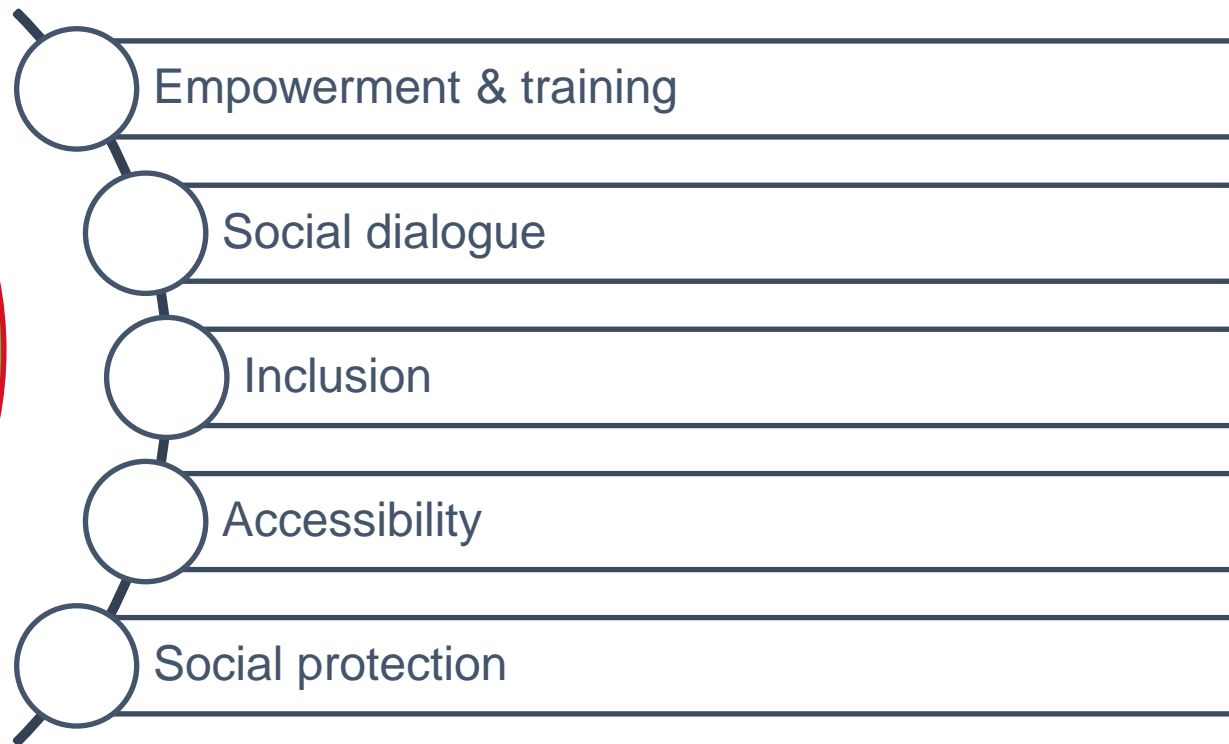 Empowerment & training
Social dialogue
Inclusion
Accessibility
Social protection